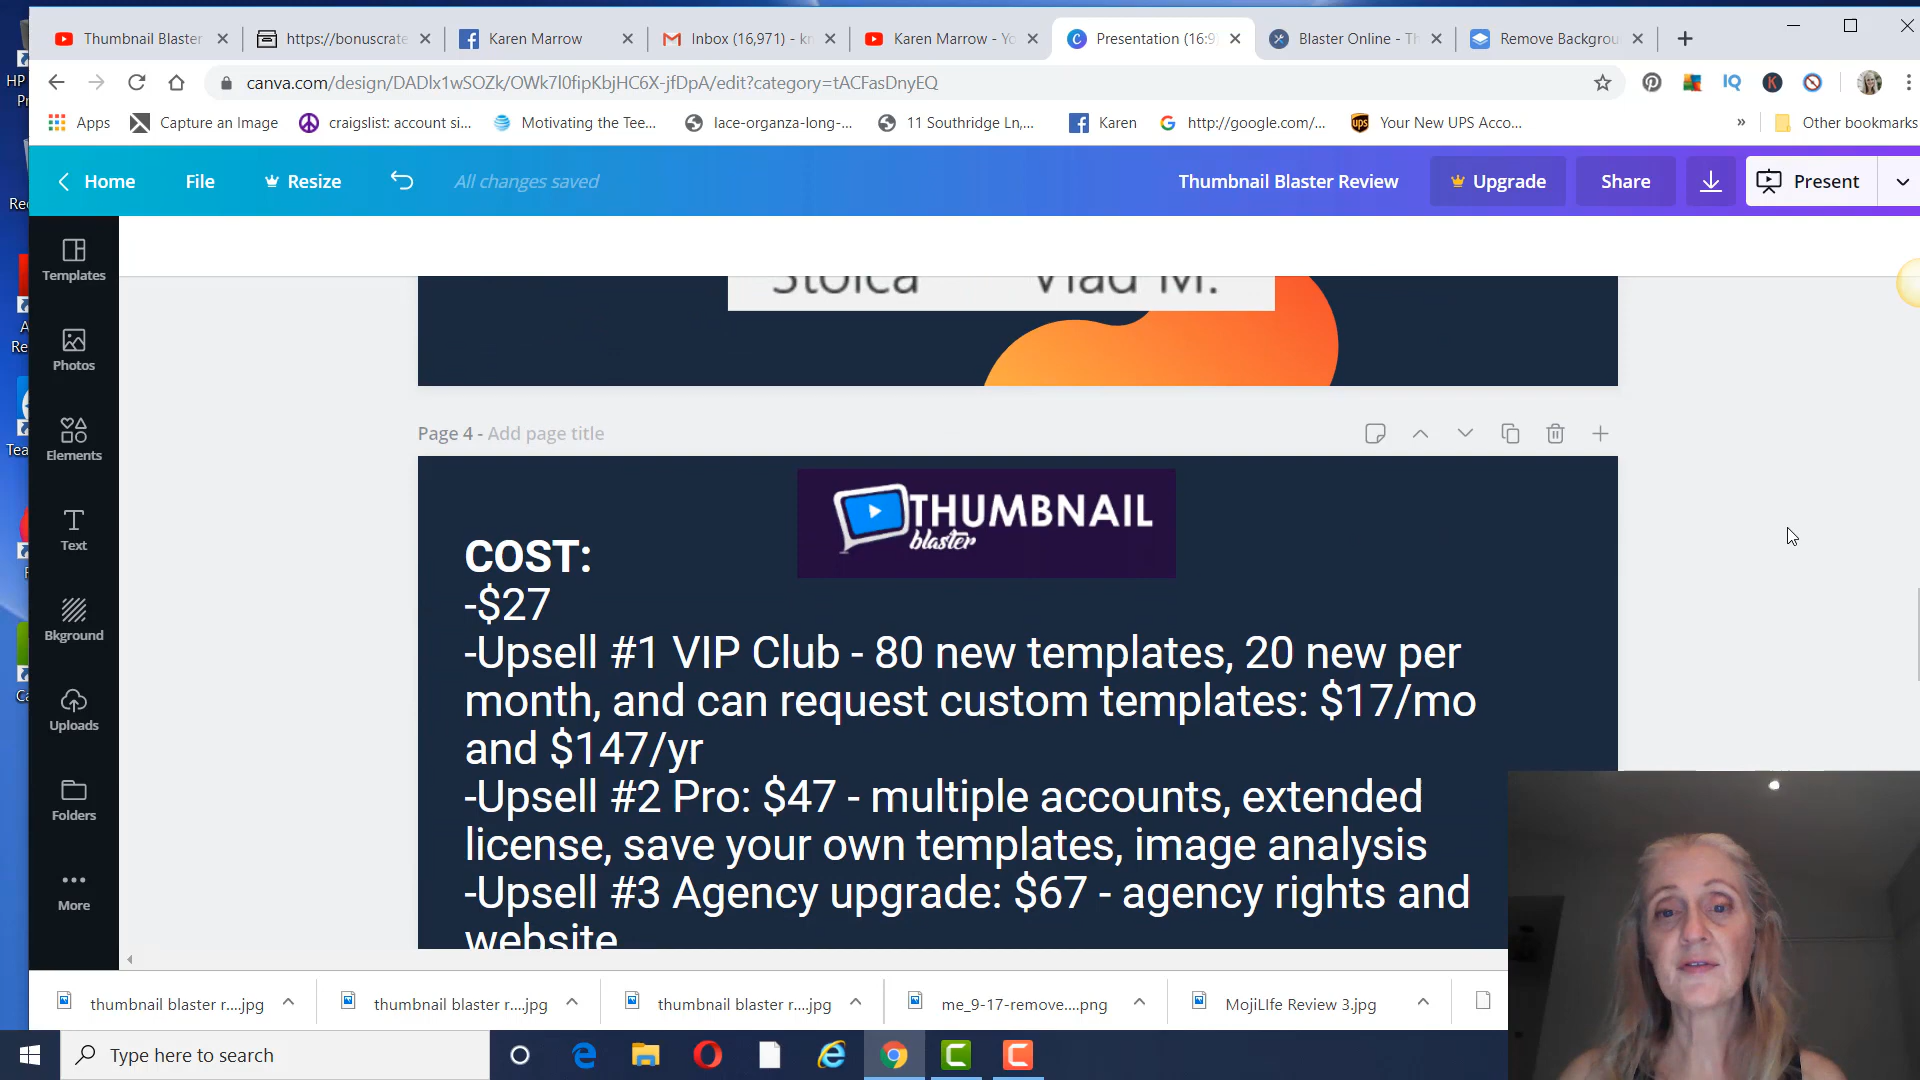 Thumbnail Blaster
https://bonuscrate
Karen Marrow
Inbox (16,971) - kn
Karen Marrow - Yo
Presentation (16:9
Blaster Online - Th
Remove Backgrou
canva.com/design/DADlx1wSOZk/OWk7l0fipKbjHC6X-jfDpA/edit?category=tACFasDnyEQ
Apps
Capture an Image
craigslist: account si...
Motivating the Tee...
lace-organza-long-...
11 Southridge Ln,...
Karen
http://google.com/...
Your New UPS Acco...
»
Other bookmarks
Home
File
Resize
All changes saved
Thumbnail Blaster Review
Upgrade
Share
Present
Templates
Photos
Elements
Text
Bkground
Uploads
Folders
More
Stoica Vlad M.
Page 4 - Add page title
THUMBNAIL
blaster
COST:
-$27
-Upsell #1 VIP Club - 80 new templates, 20 new per
month, and can request custom templates: $17/mo
and $147/yr
-Upsell #2 Pro: $47 - multiple accounts, extended
license, save your own templates, image analysis
-Upsell #3 Agency upgrade: $67 - agency rights and
website
thumbnail blaster r....jpg
thumbnail blaster r....jpg
thumbnail blaster r....jpg
me_9-17-remove....png
MojiLIfe Review 3.jpg
Type here to search